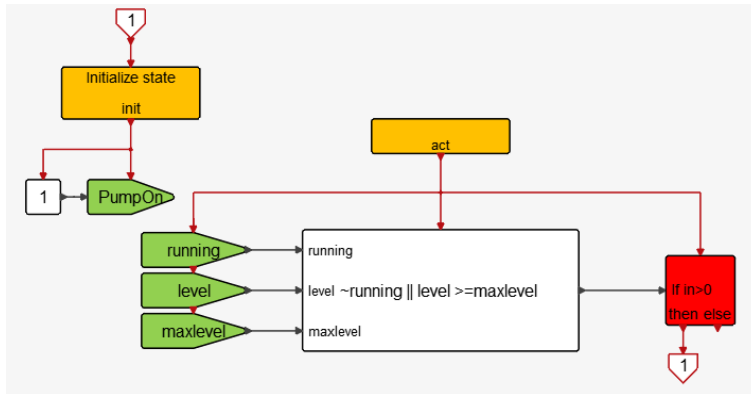 1
Initialize state
init
act
1
PumpOn
running
running
level
level ~running || level >=maxlevel
If in>0
then else
maxlevel
maxlevel
1